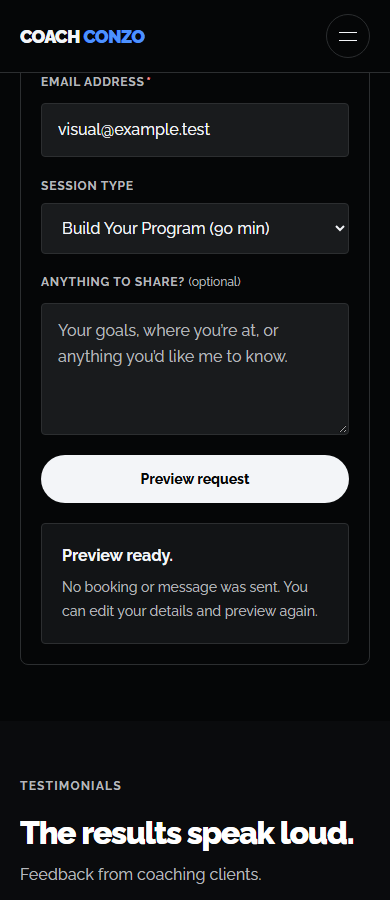 COACH CONZO
EMAIL ADDRESS*
visual@example.test
SESSION TYPE
Build Your Program (90 min)
ANYTHING TO SHARE? (optional)
Your goals, where you're at, or
anything you'd like me to know.
Preview request
Preview ready.
No booking or message was sent. You
can edit your details and preview again.
TESTIMONIALS
The results speak loud.
Feedback from coaching clients.